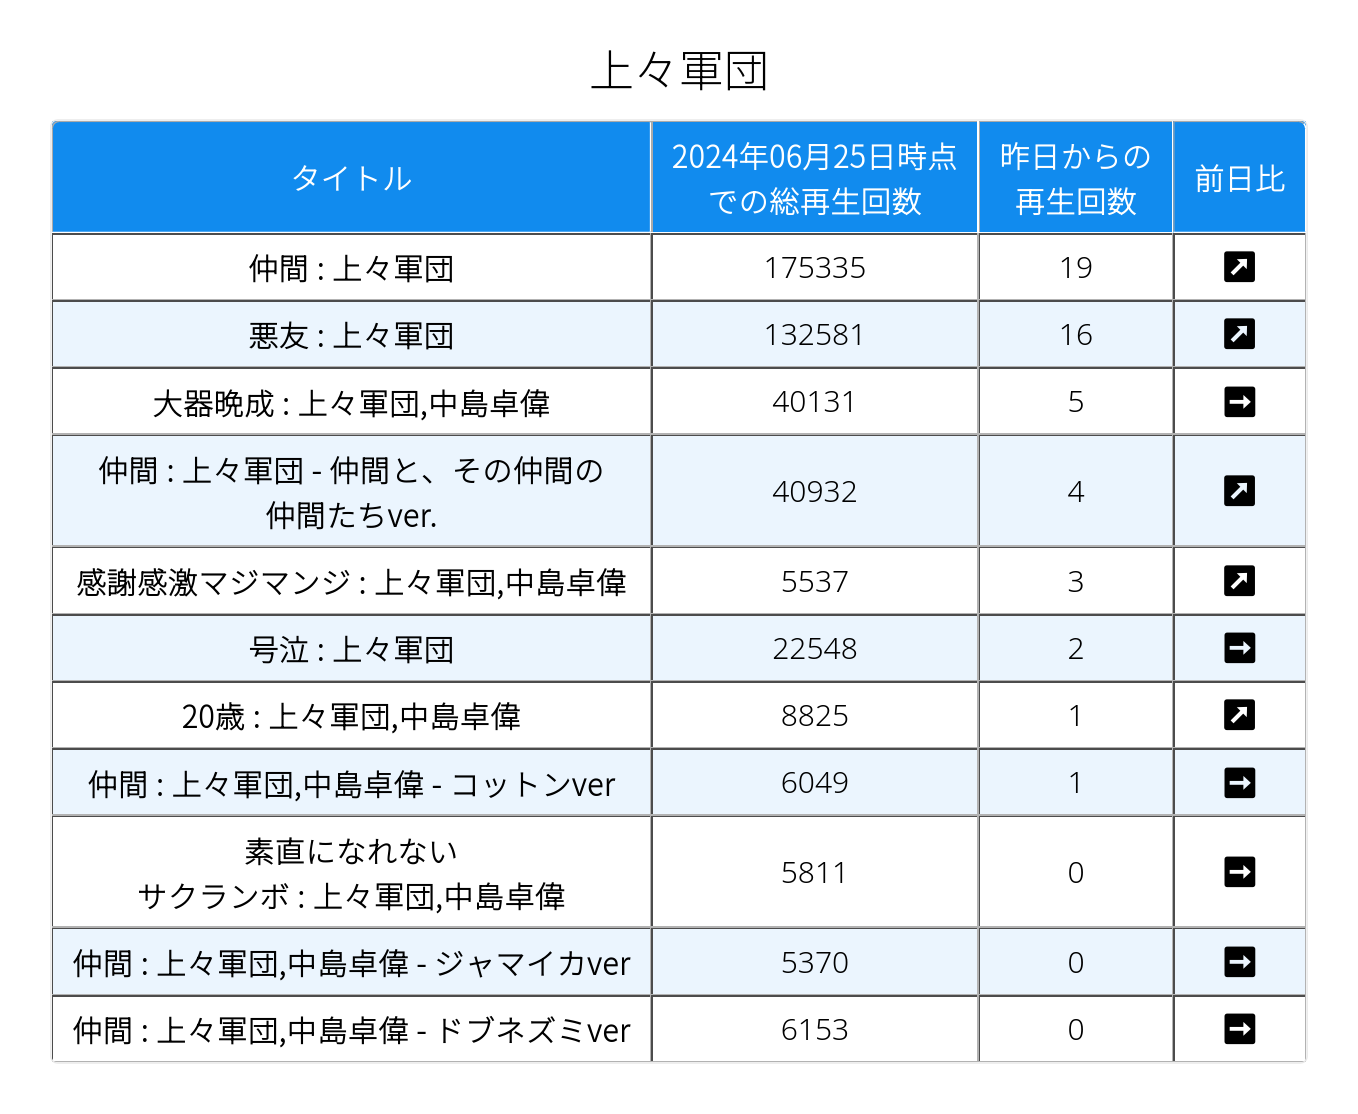 上々軍団
タイトル
2024年06月25日時点
での総再生回数
昨日からの
再生回数
前日比
仲間 : 上々軍団
175335
19
悪友 : 上々軍団
132581
16
大器晩成 : 上々軍団,中島卓偉
40131
5
仲間 : 上々軍団 - 仲間と、その仲間の
仲間たちver.
40932
4
感謝感激マジマンジ : 上々軍団,中島卓偉
5537
3
号泣 : 上々軍団
22548
2
20歳 : 上々軍団,中島卓偉
8825
1
仲間 : 上々軍団,中島卓偉 - コットンver
6049
1
素直になれない
サクランボ : 上々軍団,中島卓偉
5811
0
仲間 : 上々軍団,中島卓偉 - ジャマイカver
5370
0
仲間 : 上々軍団,中島卓偉 - ドブネズミver
6153
0